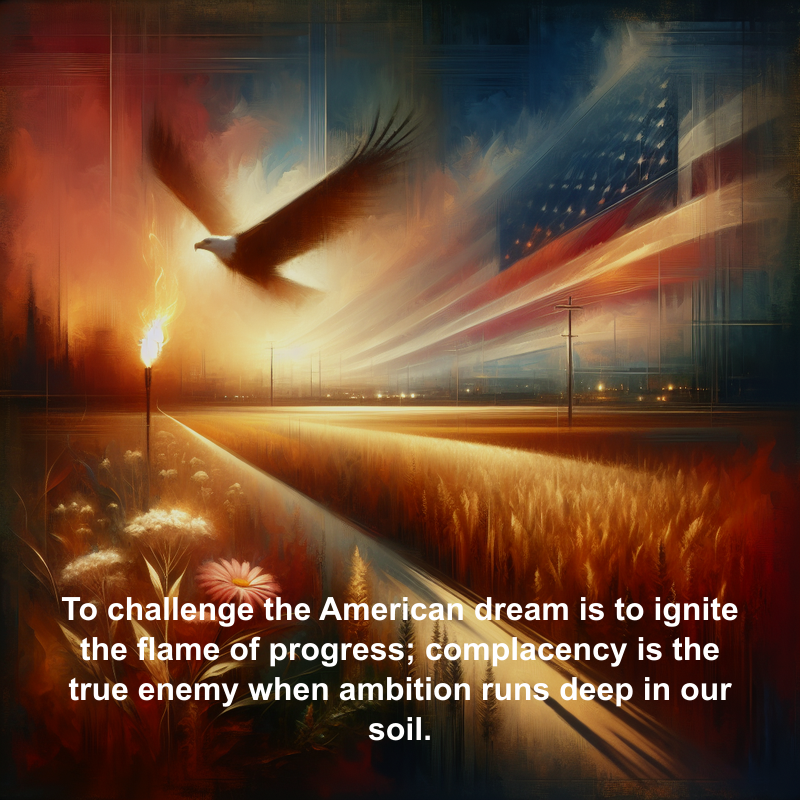 To challenge the American dream is to ignite
the flame of progress; complacency is the
true enemy when ambition runs deep in our
soil.